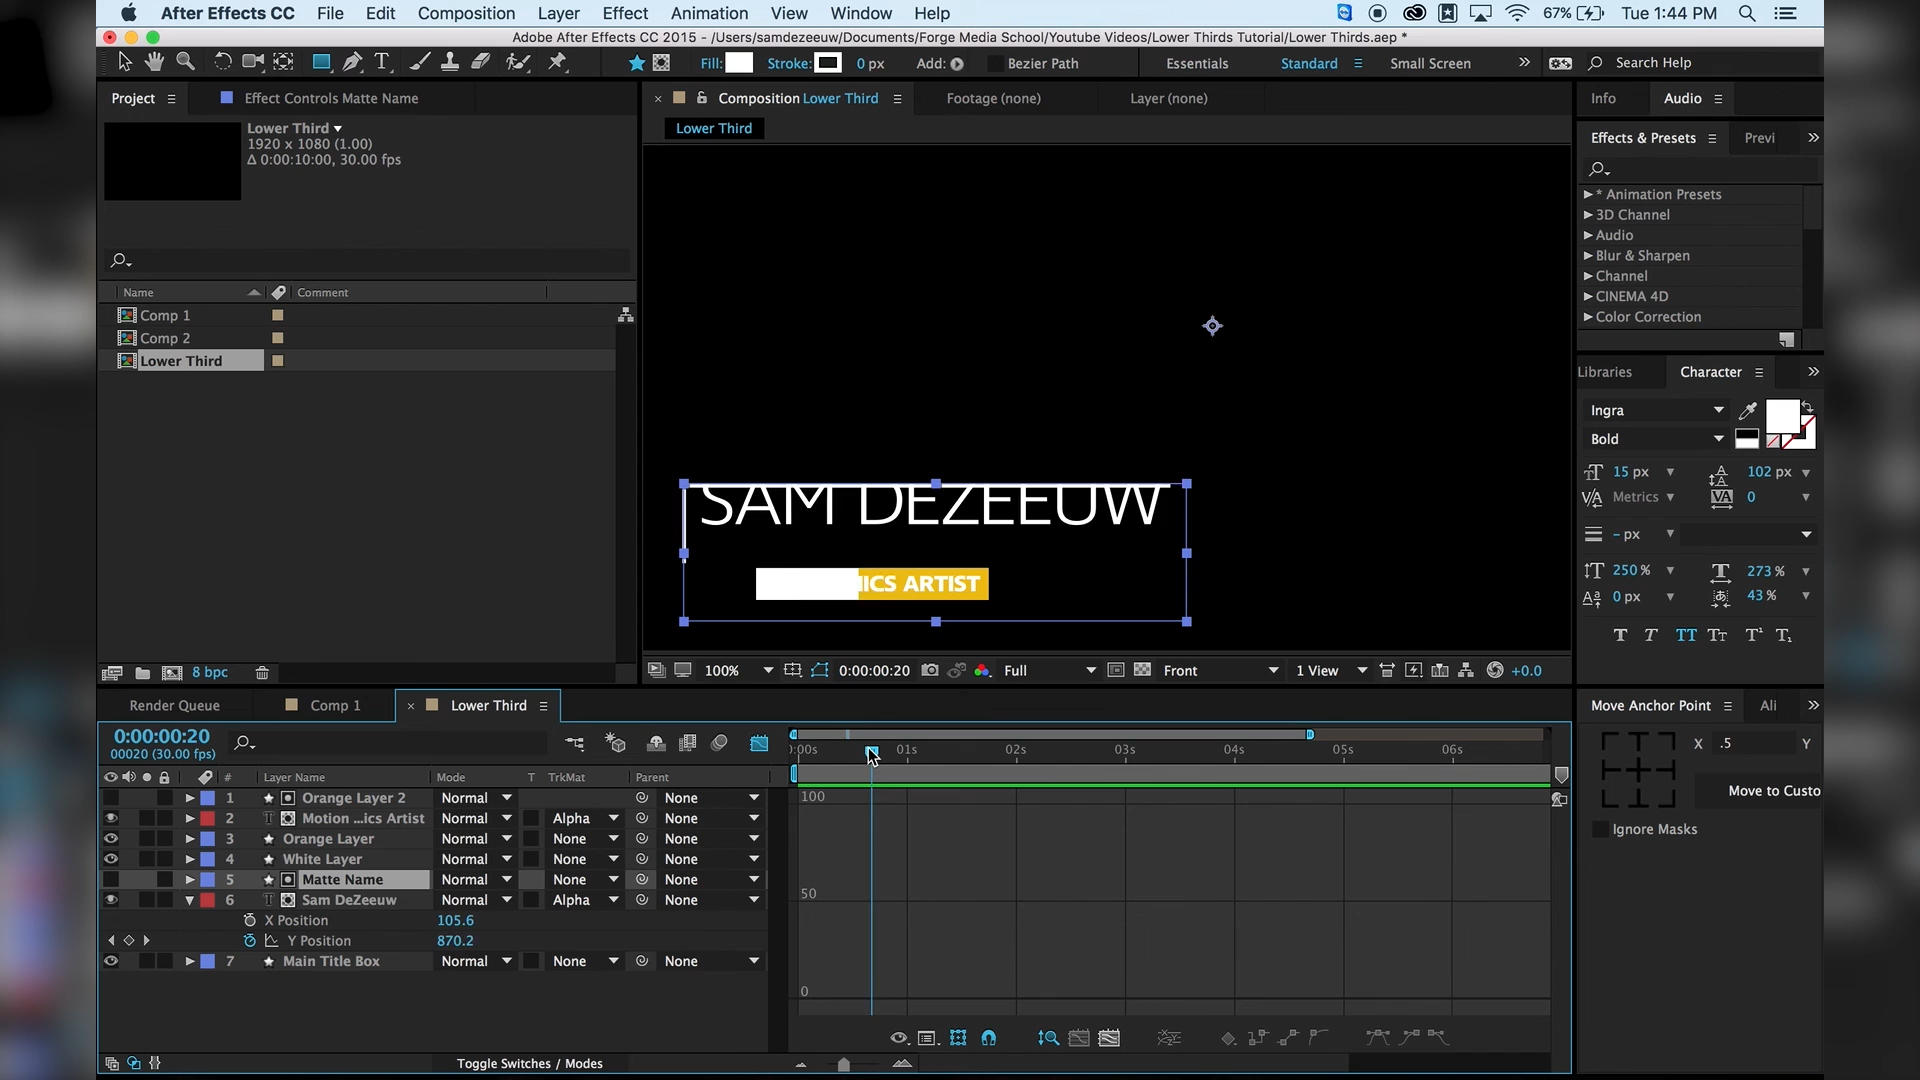 After Effects CC File Edit Composition Layer Effect Animation View Window Help 67% Tue 1:44 PM
Adobe After Effects CC 2015 - /Users/samdezeeuw/Documents/Forge Media School/Youtube Videos/Lower Thirds Tutorial/Lower Thirds.aep *
Fill: Stroke: 0 px Add: Bezier Path Essentials Standard Small Screen Search Help
Project Effect Controls Matte Name
Composition Lower Third Footage (none) Layer (none)
Info Audio
Lower Third
1920 x 1080 (1.00)
Δ 0:00:10:00, 30.00 fps
Lower Third
Effects & Presets Previ
* Animation Presets
3D Channel
Audio
Blur & Sharpen
Channel
CINEMA 4D
Color Correction
Name Comment
Comp 1
Comp 2
Lower Third
SAM DEZEEUW
ICS ARTIST
Libraries Character
Ingra
Bold
15 px 102 px
Metrics 0
- px
250 % 273 %
0 px 43 %
T T TT Tt T¹ T₁
8 bpc
100% 0:00:00:20 Full Front 1 View +0.0
Render Queue Comp 1 Lower Third
Move Anchor Point Ali
0:00:00:20
00020 (30.00 fps)
):00s 01s 02s 03s 04s 05s 06s
X .5 Y
Move to Custo
Ignore Masks
# Layer Name Mode T TrkMat Parent
1 Orange Layer 2 Normal None
2 Motion ...ics Artist Normal Alpha None
3 Orange Layer Normal None None
4 White Layer Normal None None
5 Matte Name Normal None None
6 Sam DeZeeuw Normal Alpha None
X Position 105.6
Y Position 870.2
7 Main Title Box Normal None None
100
50
0
Toggle Switches / Modes